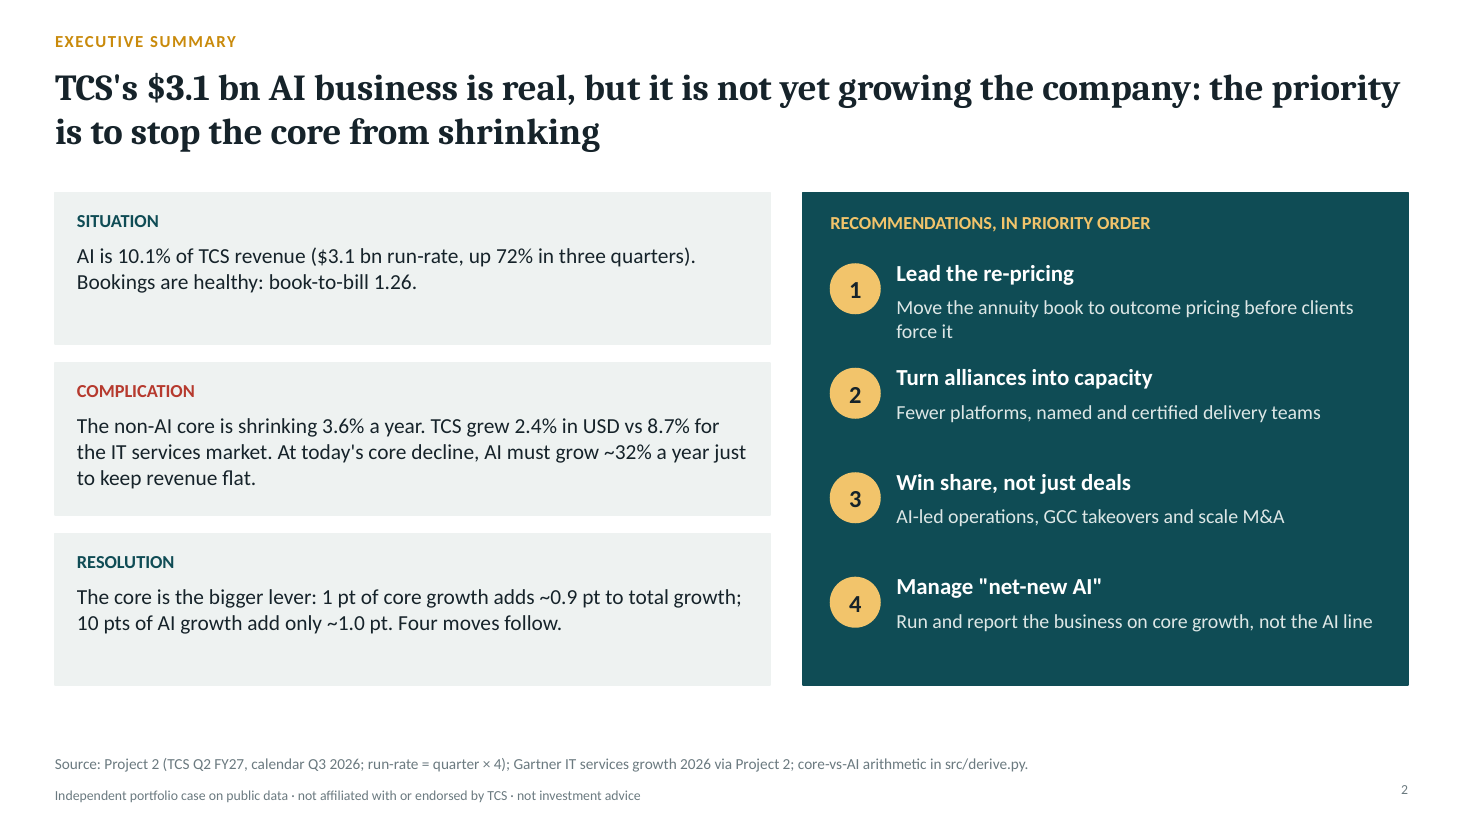 EXECUTIVE SUMMARY
TCS's $3.1 bn AI business is real, but it is not yet growing the company: the priority
is to stop the core from shrinking
SITUATION
AI is 10.1% of TCS revenue ($3.1 bn run-rate, up 72% in three quarters).
Bookings are healthy: book-to-bill 1.26.
COMPLICATION
The non-AI core is shrinking 3.6% a year. TCS grew 2.4% in USD vs 8.7% for
the IT services market. At today's core decline, AI must grow ~32% a year just
to keep revenue flat.
RESOLUTION
The core is the bigger lever: 1 pt of core growth adds ~0.9 pt to total growth;
10 pts of AI growth add only ~1.0 pt. Four moves follow.
RECOMMENDATIONS, IN PRIORITY ORDER
1
Lead the re-pricing
Move the annuity book to outcome pricing before clients
force it
2
Turn alliances into capacity
Fewer platforms, named and certified delivery teams
3
Win share, not just deals
AI-led operations, GCC takeovers and scale M&A
4
Manage "net-new AI"
Run and report the business on core growth, not the AI line
Source: Project 2 (TCS Q2 FY27, calendar Q3 2026; run-rate = quarter × 4); Gartner IT services growth 2026 via Project 2; core-vs-AI arithmetic in src/derive.py.
Independent portfolio case on public data · not affiliated with or endorsed by TCS · not investment advice
2